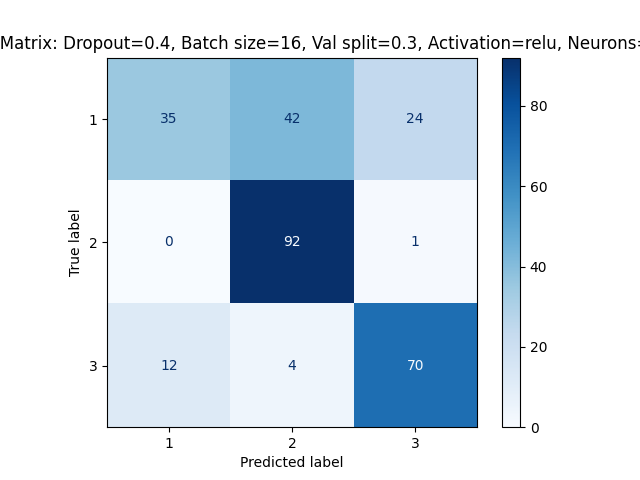 Matrix: Dropout=0.4, Batch size=16, Val split=0.3, Activation=relu, Neurons=
35 42 24
0 92 1
12 4 70
1
2
3
True label
1 2 3
Predicted label
80
60
40
20
0